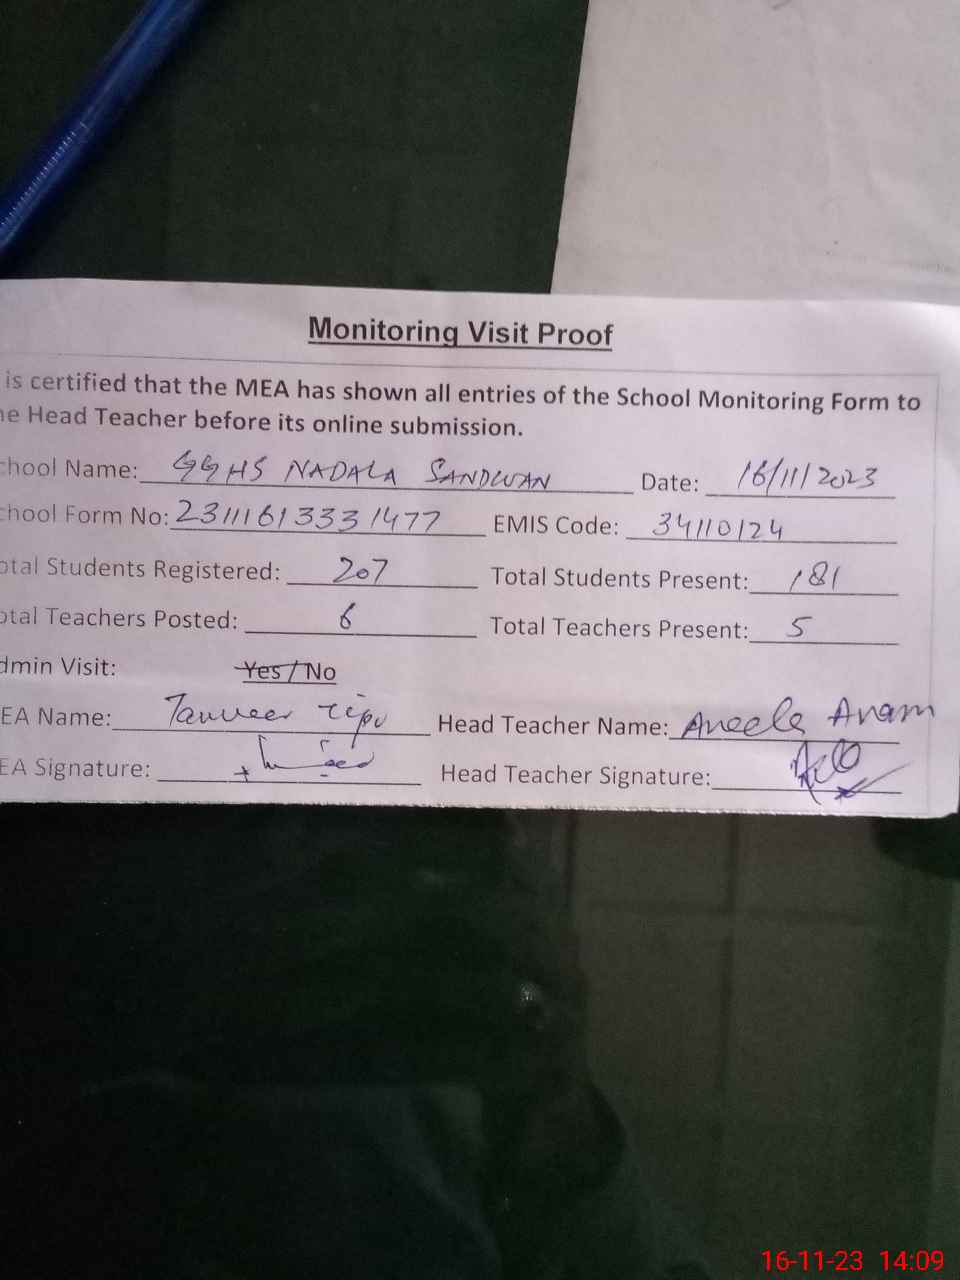 Monitoring Visit Proof
is certified that the MEA has shown all entries of the School Monitoring Form to
he Head Teacher before its online submission.
chool Name: GGHS NADALA SANDWAN Date: 16/11/2023
chool Form No: 23111613331477 EMIS Code: 34110124
otal Students Registered: 207 Total Students Present: 181
otal Teachers Posted: 6 Total Teachers Present: 5
dmin Visit: Yes / No
EA Name: Tanveer Tipu Head Teacher Name: Aneela Anam
EA Signature: Head Teacher Signature:
16-11-23 14:09